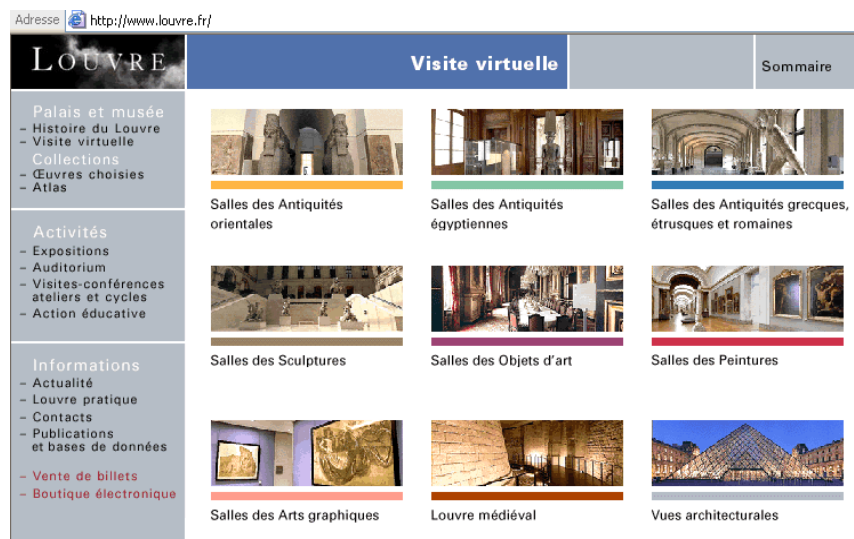 Adresse http://www.louvre.fr/
LOUVRE
Visite virtuelle
Sommaire
Palais et musée
– Histoire du Louvre
– Visite virtuelle
Collections
– Œuvres choisies
– Atlas
Activités
– Expositions
– Auditorium
– Visites-conférences
ateliers et cycles
– Action éducative
Informations
– Actualité
– Louvre pratique
– Contacts
– Publications
et bases de données
– Vente de billets
– Boutique électronique
Salles des Antiquités
orientales
Salles des Antiquités
égyptiennes
Salles des Antiquités grecques,
étrusques et romaines
Salles des Sculptures
Salles des Objets d'art
Salles des Peintures
Salles des Arts graphiques
Louvre médiéval
Vues architecturales